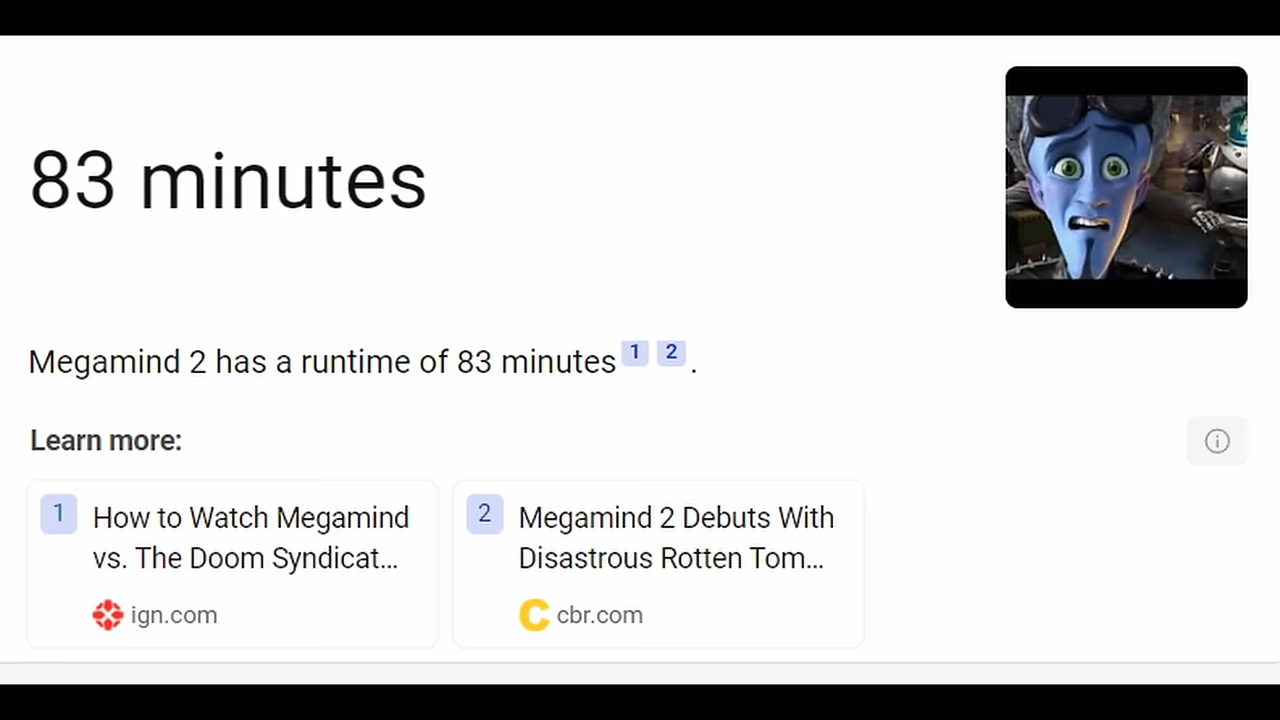 83 minutes
Megamind 2 has a runtime of 83 minutes 1 2 .
Learn more:
1 How to Watch Megamind
vs. The Doom Syndicat...
ign.com
2 Megamind 2 Debuts With
Disastrous Rotten Tom...
cbr.com